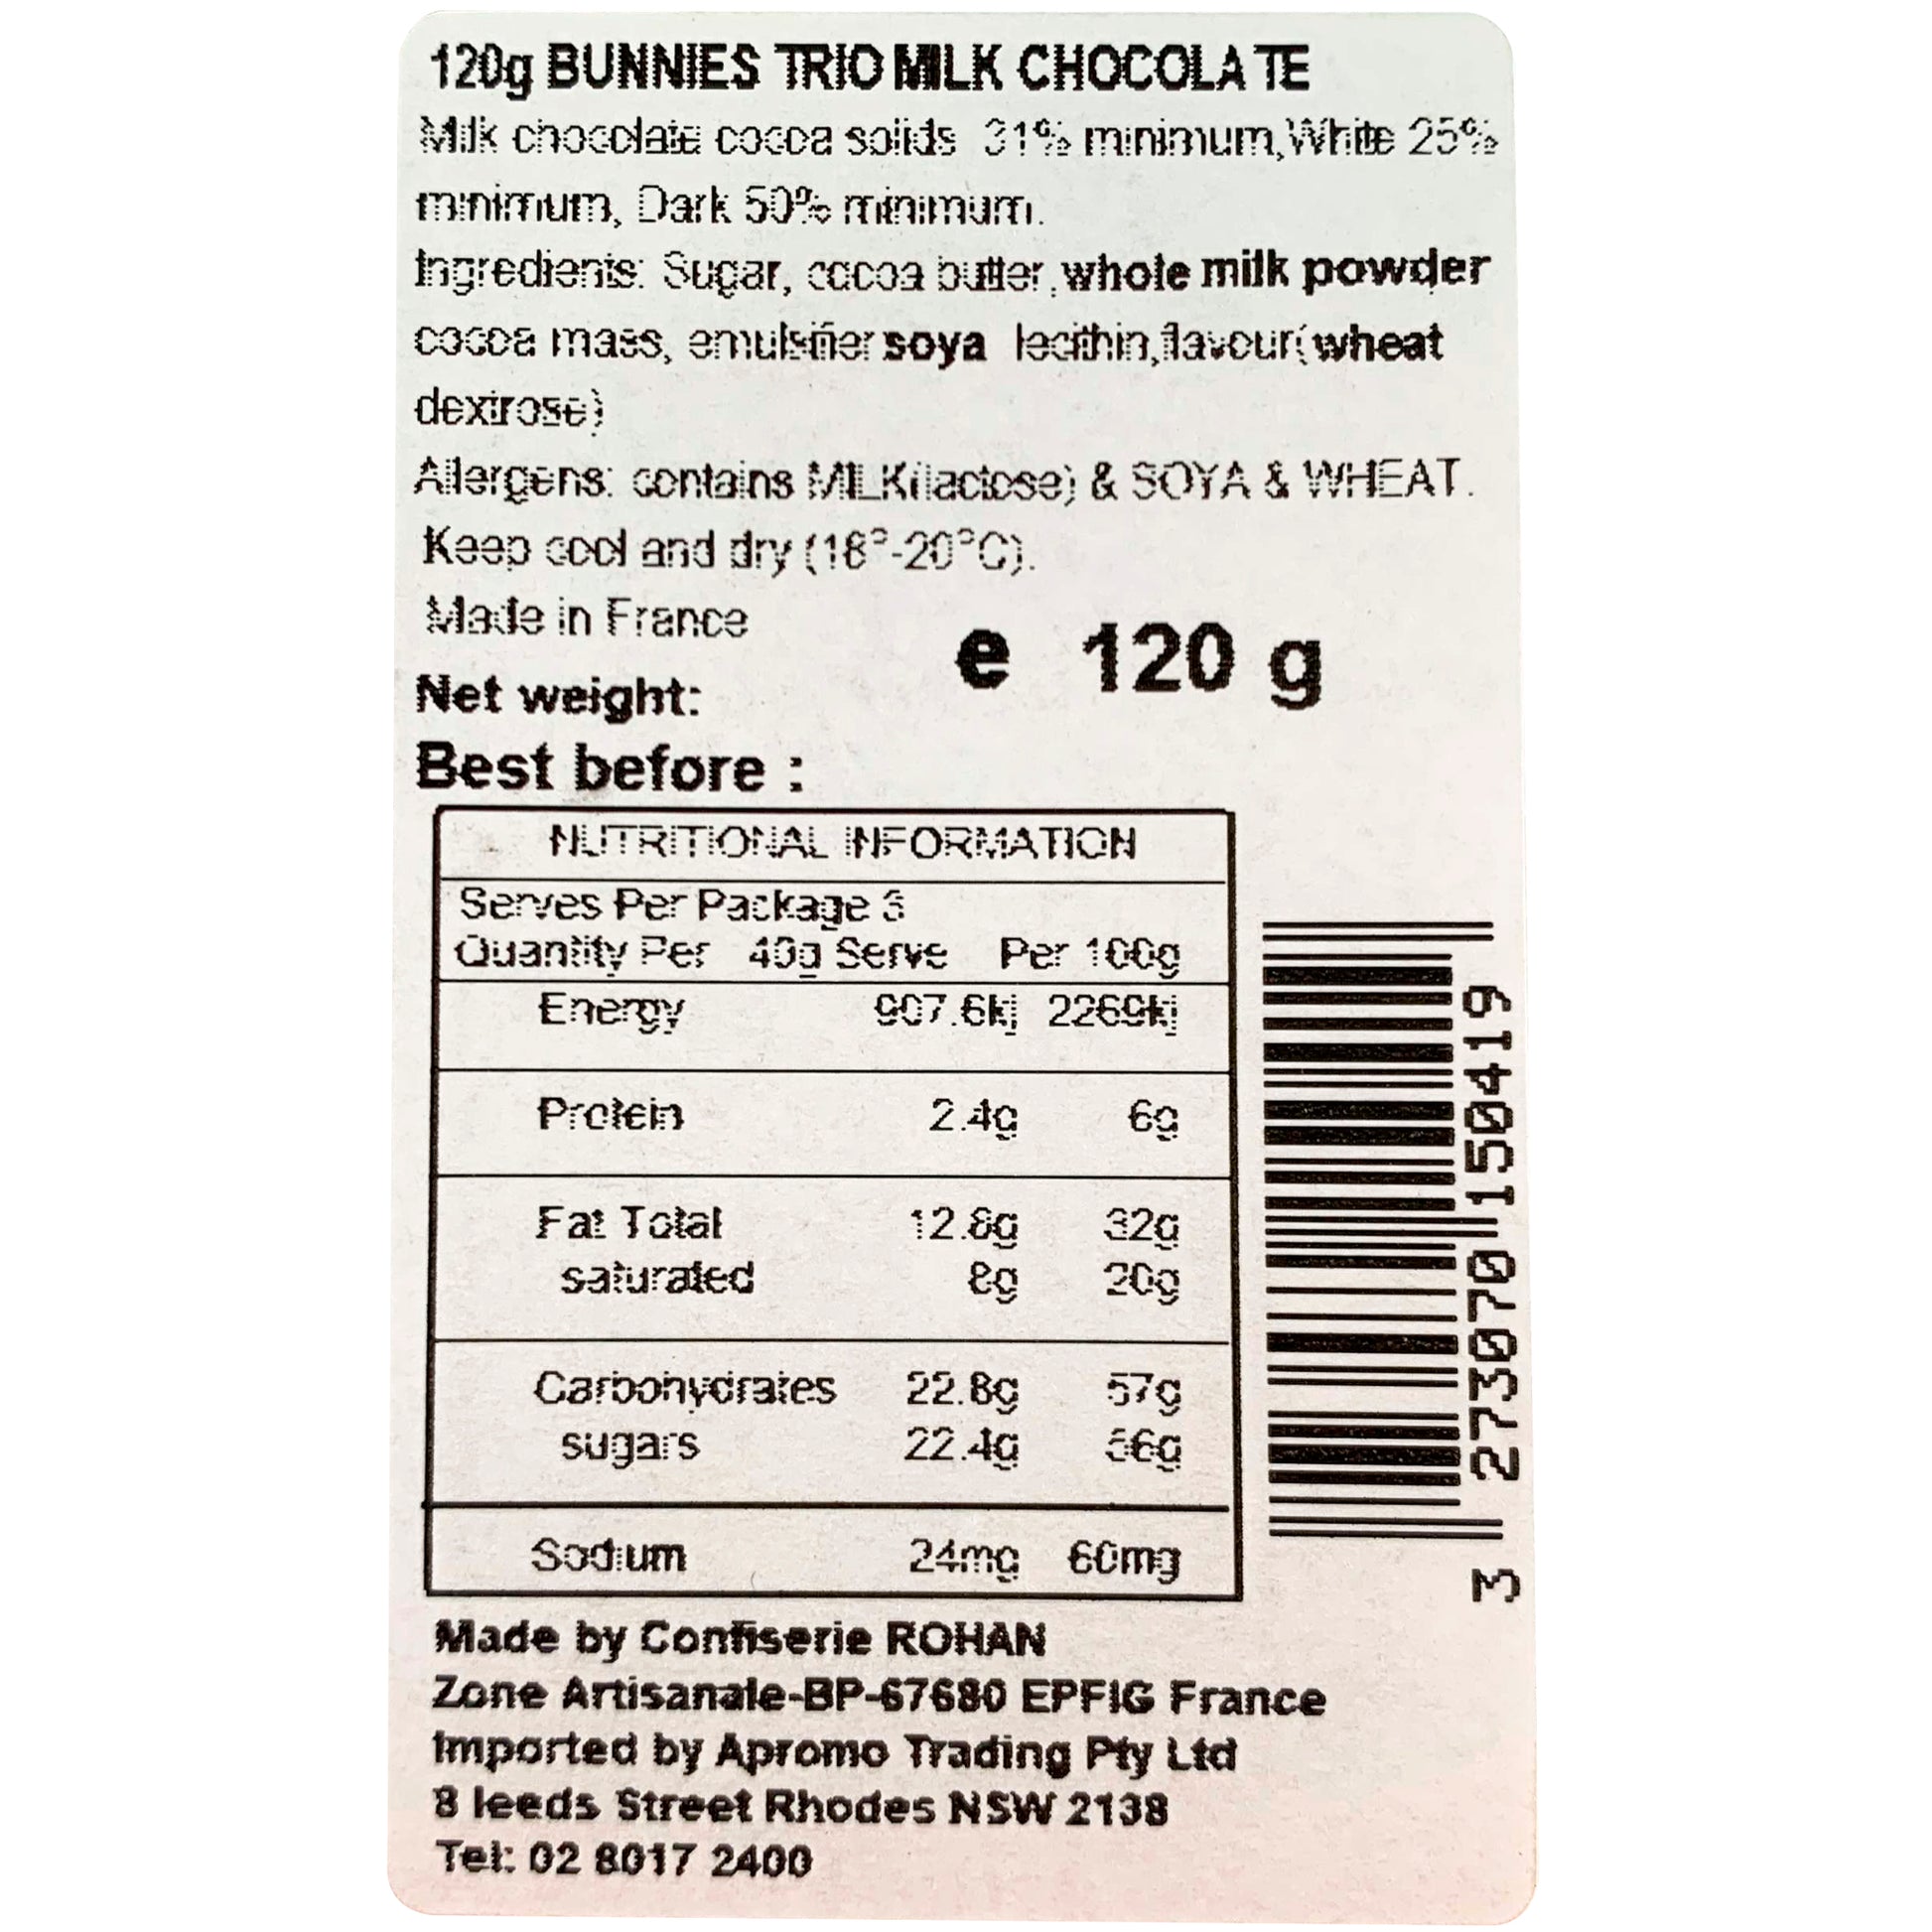 120g BUNNIES TRIO MILK CHOCOLATE
Milk chocolate cocoa solids 31% minimum,White 25%
minimum, Dark 50% minimum.
Ingredients: Sugar, cocoa butter,whole milk powder
cocoa mass, emulsifier soya lecithin,flavour(wheat
dextrose)
Allergens: contains MILK(lactose) & SOYA & WHEAT.
Keep cool and dry (18°-20°C).
Made in France
e 120 g
Net weight:
Best before :
NUTRITIONAL INFORMATION
Serves Per Package 3
Quantity Per 40g Serve Per 100g
Energy 907.6kj 2269kj
Protein 2.4g 6g
Fat Total 12.8g 32g
saturated 8g 20g
Carbohydrates 22.8g 57g
sugars 22.4g 56g
Sodium 24mg 60mg
3 273070 150419
Made by Confiserie ROHAN
Zone Artisanale-BP-67680 EPFIG France
Imported by Apromo Trading Pty Ltd
8 leeds Street Rhodes NSW 2138
Tel: 02 8017 2400